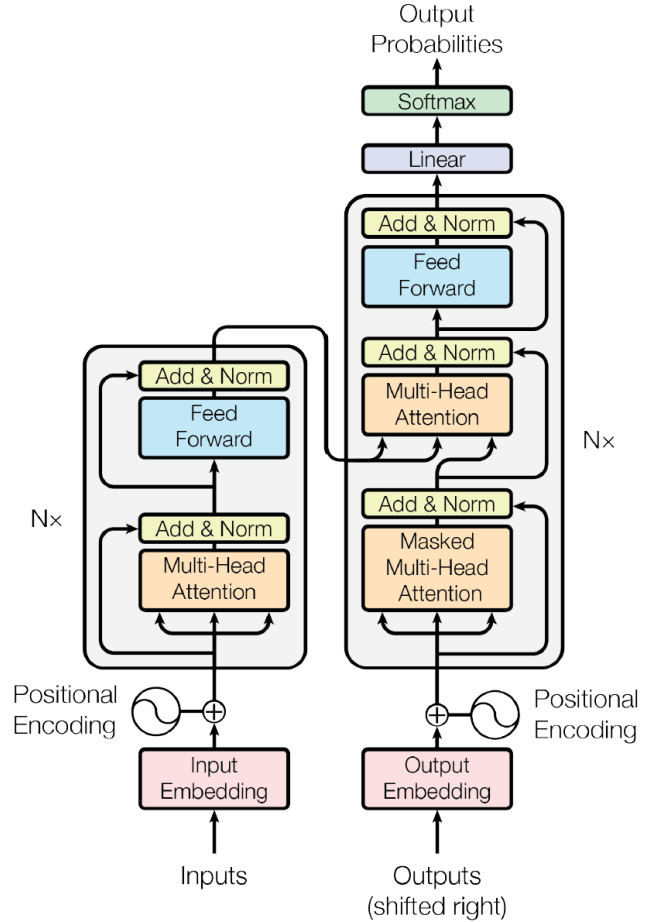 Output
Probabilities
Softmax
Linear
Add & Norm
Feed
Forward
Add & Norm
Multi-Head
Attention
Add & Norm
Masked
Multi-Head
Attention
N×
Add & Norm
Feed
Forward
Add & Norm
Multi-Head
Attention
N×
Positional
Encoding
Positional
Encoding
Input
Embedding
Output
Embedding
Inputs
Outputs
(shifted right)